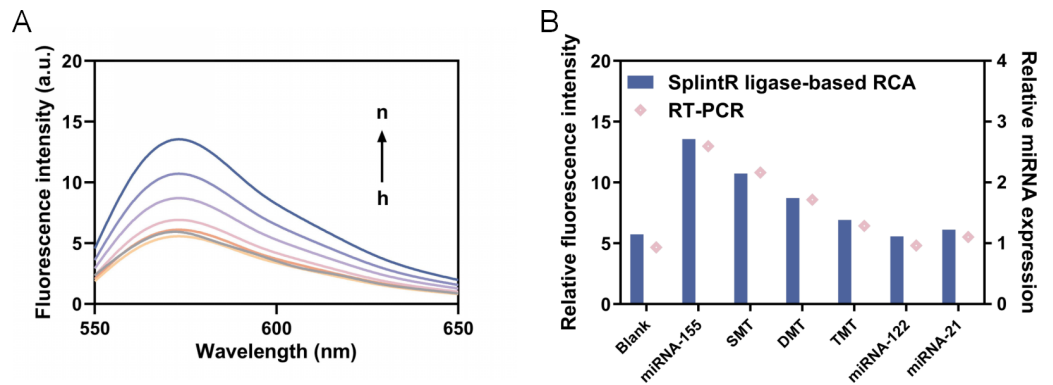 A
Fluorescence intensity (a.u.)
20
15
10
5
0
n
h
550
600
650
Wavelength (nm)
B
Relative fluorescence intensity
20
15
10
5
0
SplintR ligase-based RCA
RT-PCR
4
3
2
1
0
Relative miRNA expression
Blank
miRNA-155
SMT
DMT
TMT
miRNA-122
miRNA-21